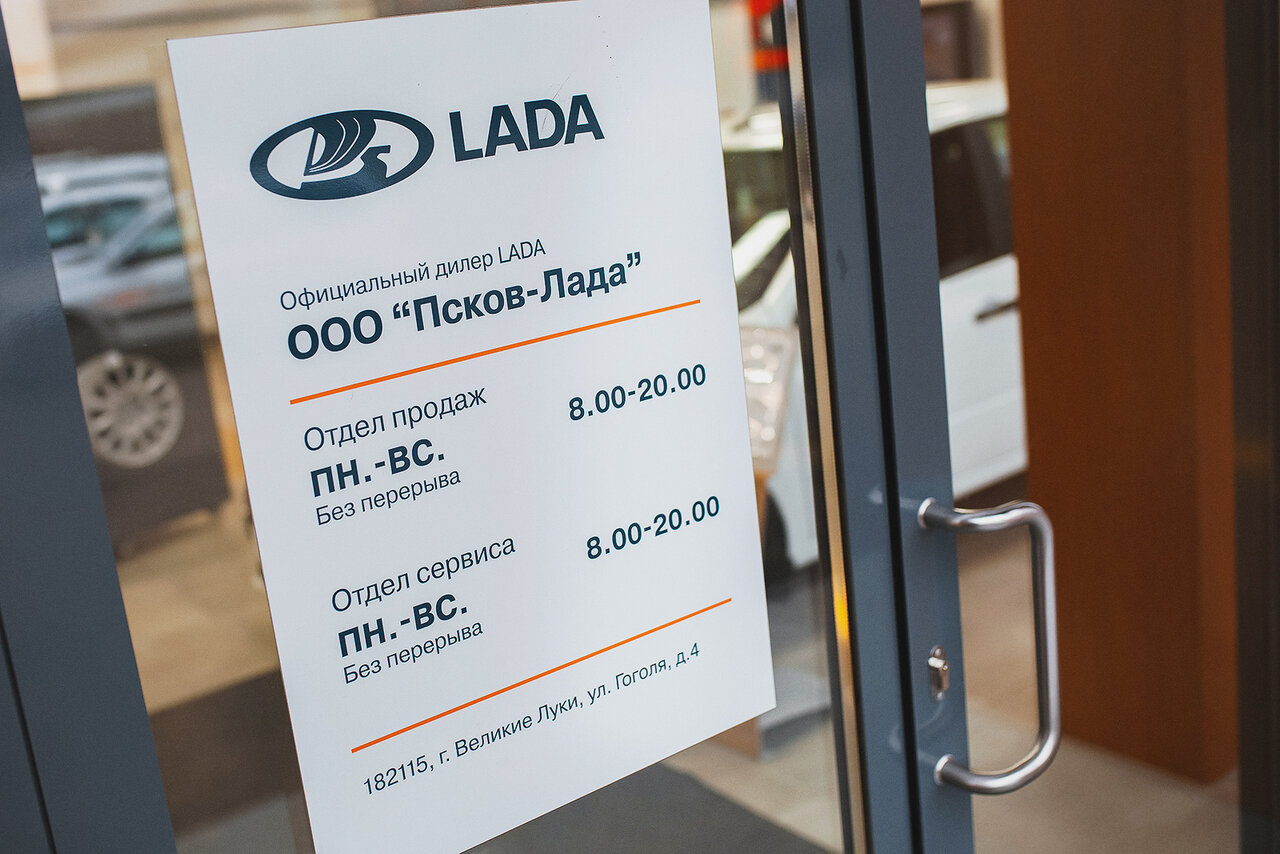 LADA
Официальный дилер LADA
ООО “Псков-Лада”
Отдел продаж 8.00-20.00
ПН.-ВС.
Без перерыва
Отдел сервиса 8.00-20.00
ПН.-ВС.
Без перерыва
182115, г. Великие Луки, ул. Гоголя, д.4